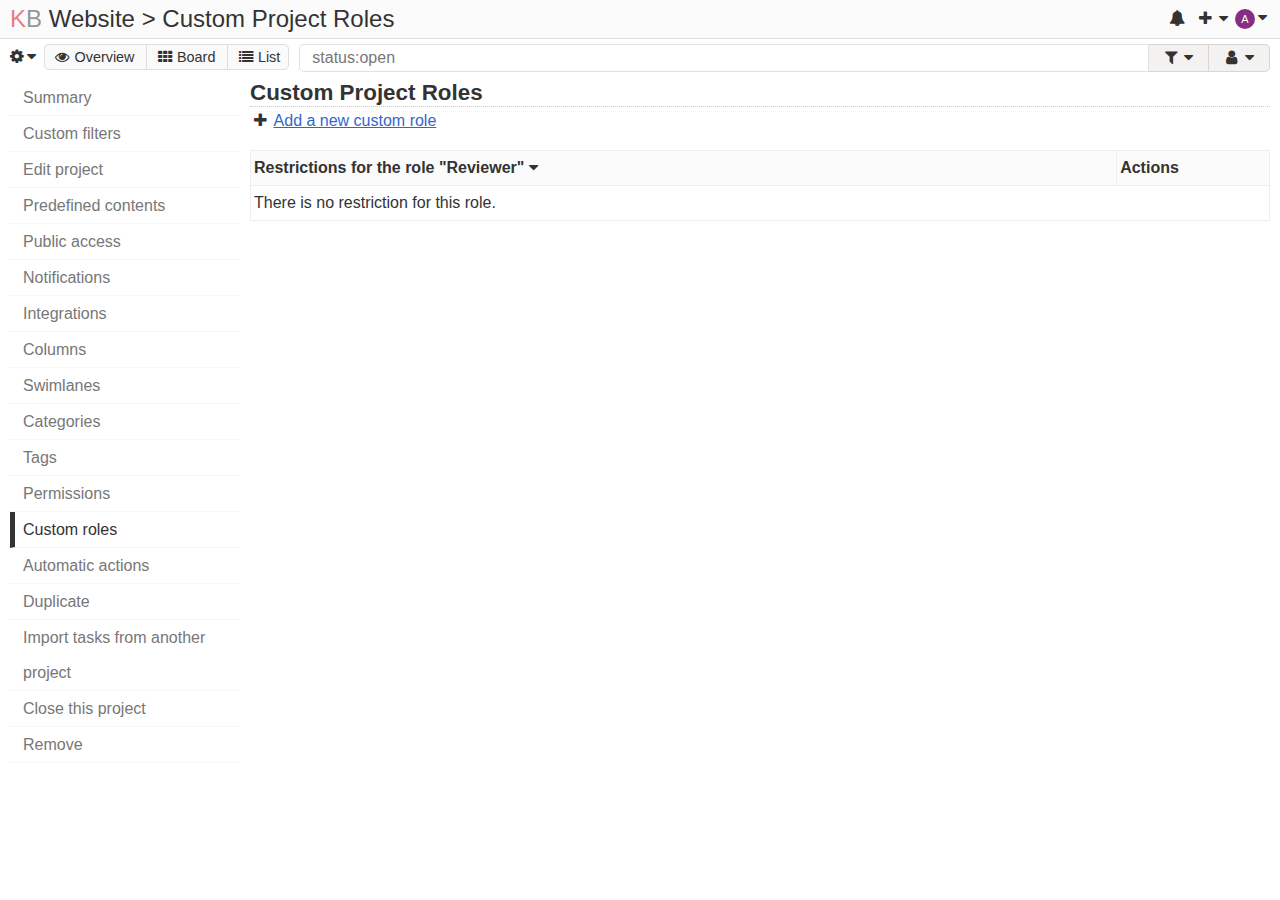 KB Website > Custom Project Roles
A
Overview
Board
List
status:open
Summary
Custom filters
Edit project
Predefined contents
Public access
Notifications
Integrations
Columns
Swimlanes
Categories
Tags
Permissions
Custom roles
Automatic actions
Duplicate
Import tasks from another
project
Close this project
Remove
Custom Project Roles
Add a new custom role
Restrictions for the role "Reviewer"
Actions
There is no restriction for this role.